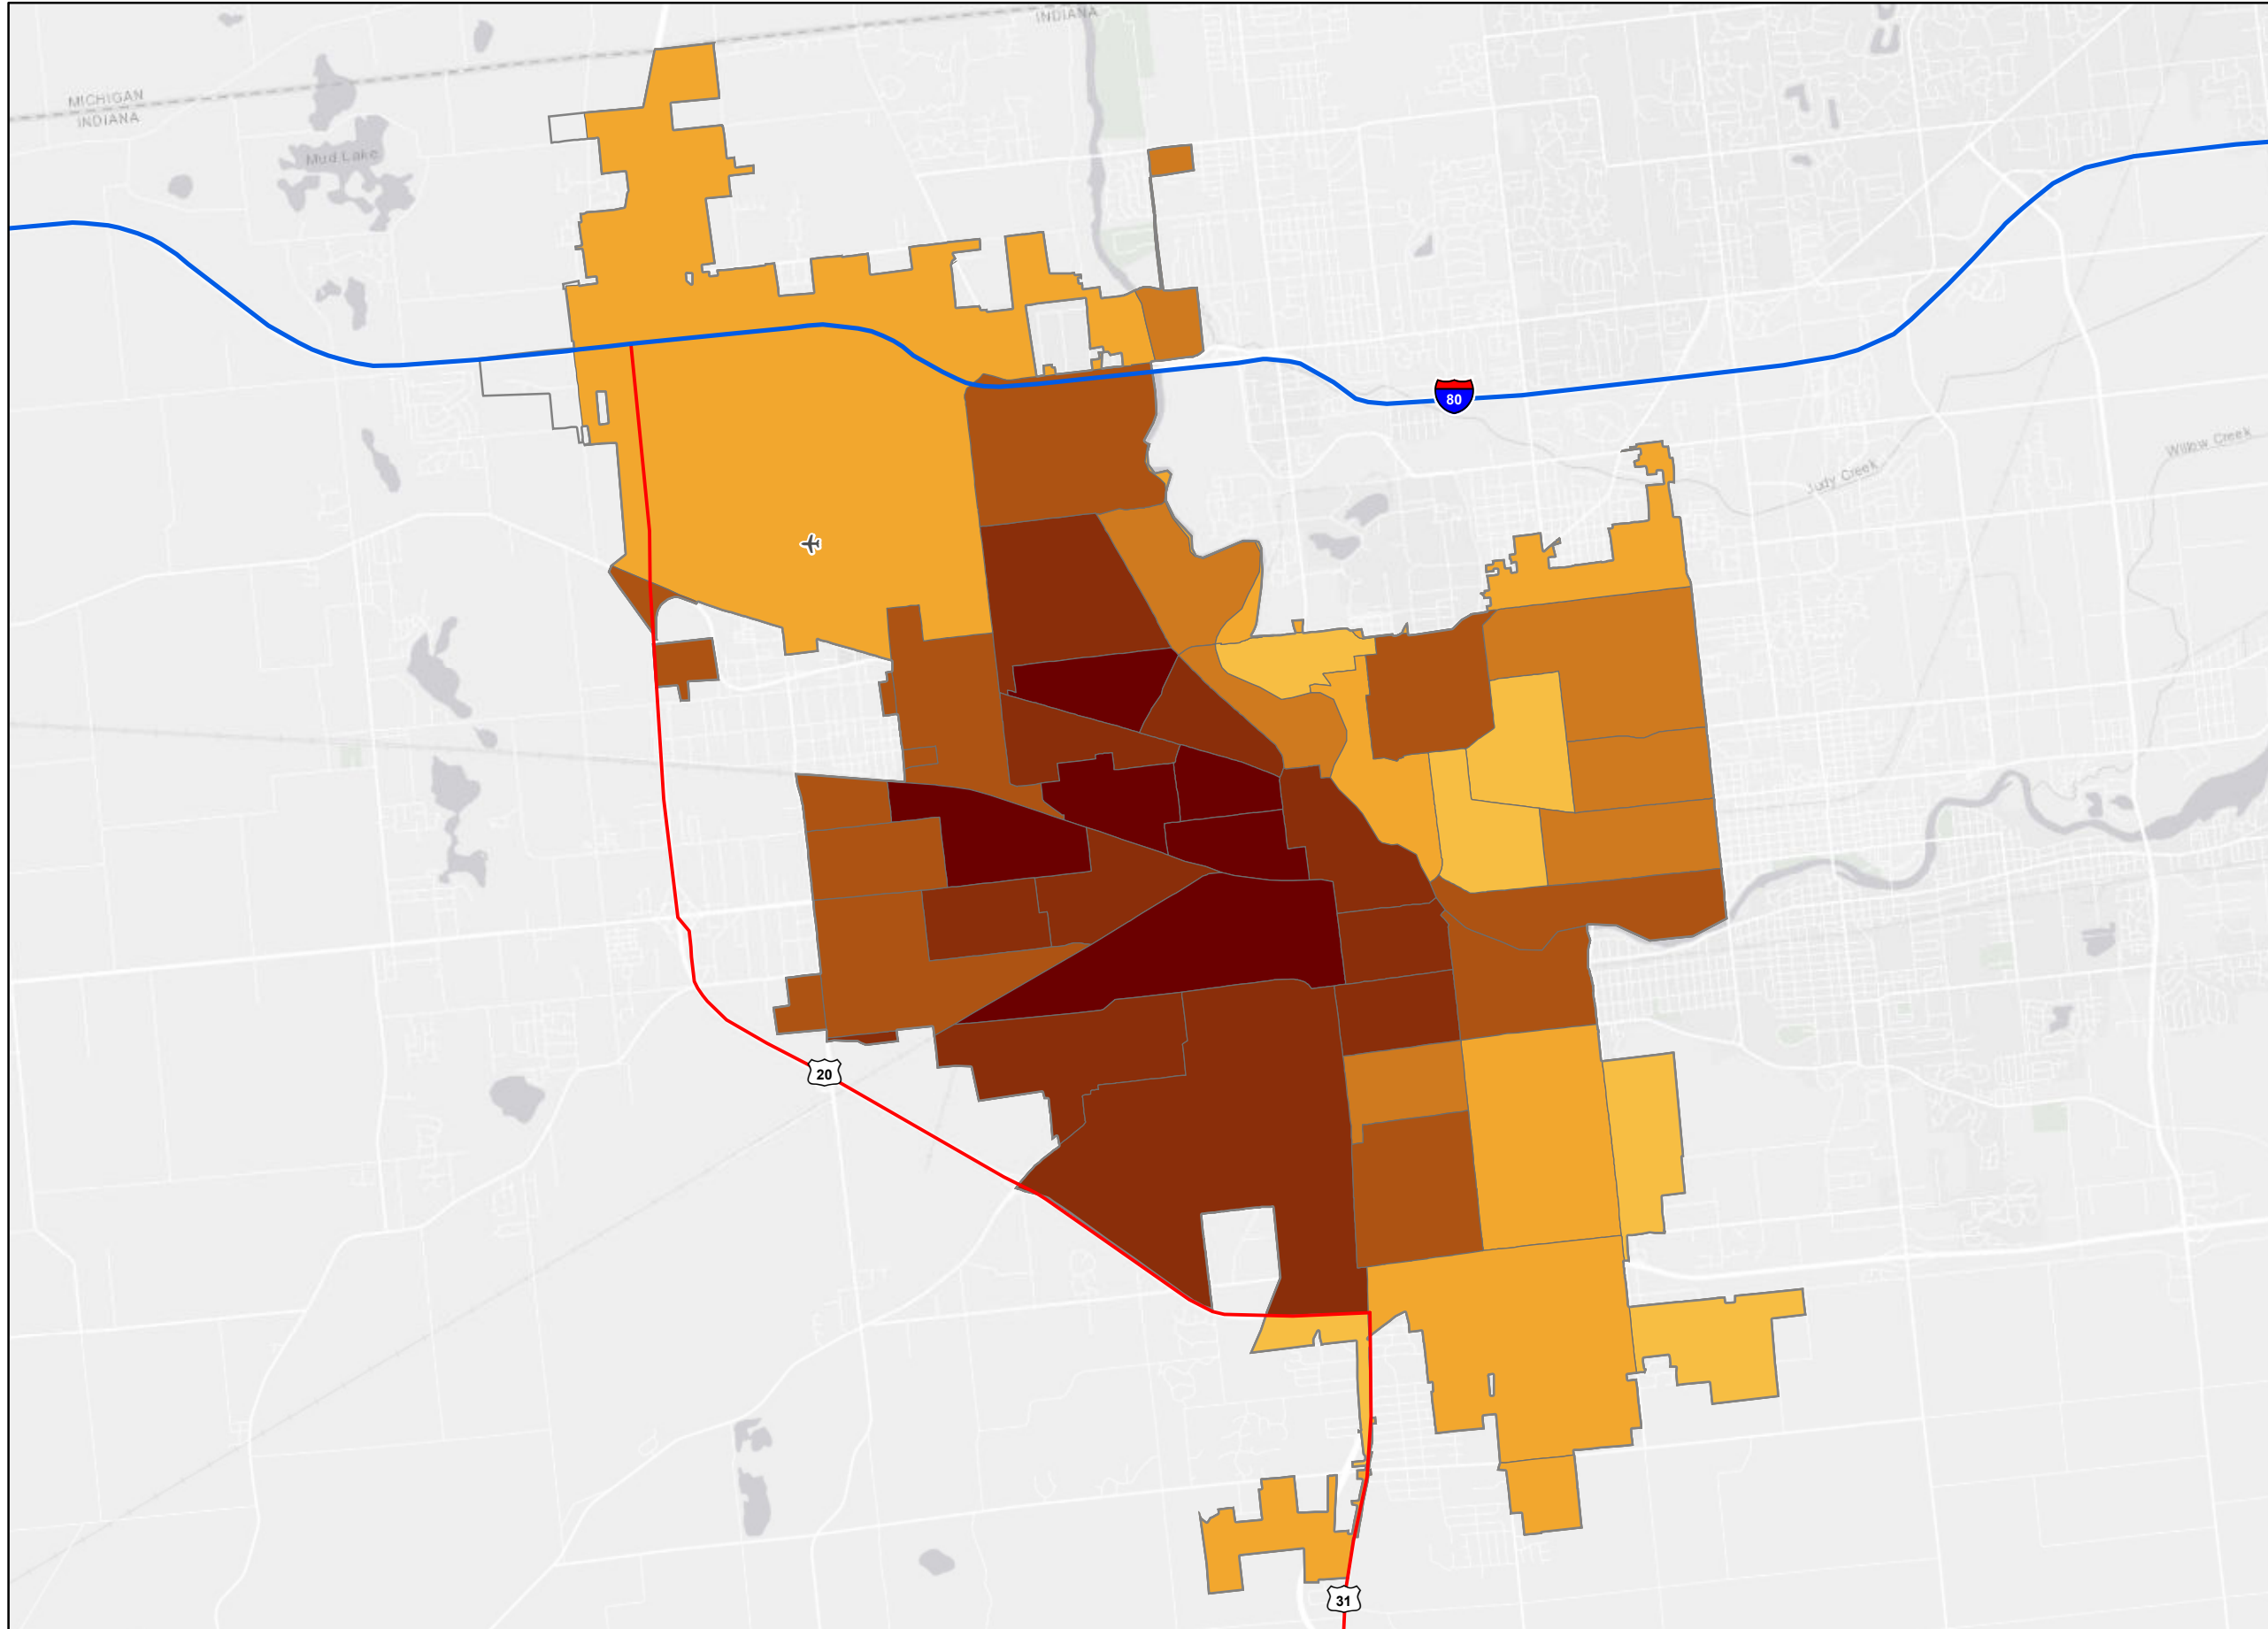 INDIANA
MICHIGAN
INDIANA
Mud Lake
80
Willow Creek
Judy Creek
20
31